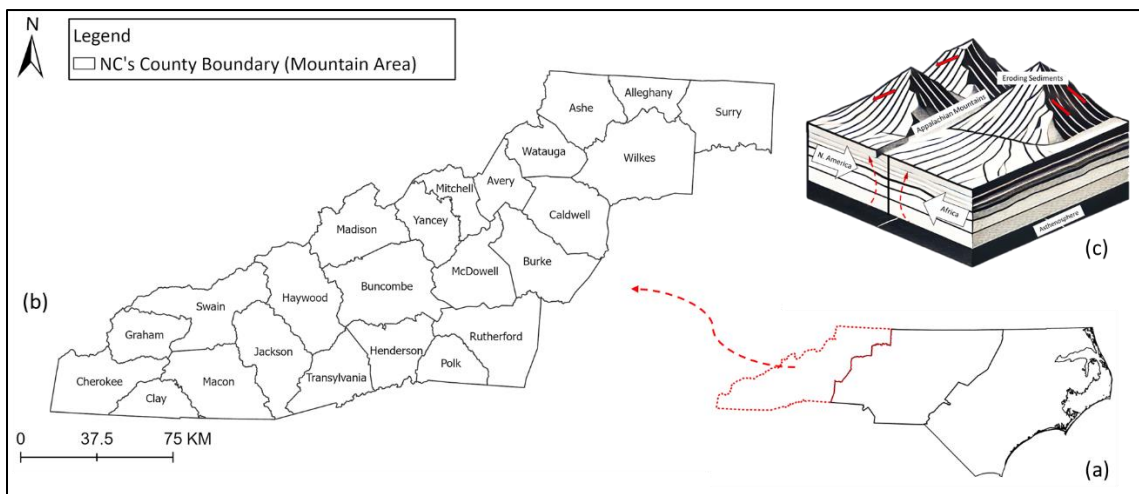 N
Legend
NC's County Boundary (Mountain Area)
Ashe
Alleghany
Surry
Watauga
Wilkes
Mitchell
Avery
Caldwell
Yancey
Madison
McDowell
Burke
Buncombe
Haywood
Swain
Graham
Jackson
Henderson
Rutherford
Polk
Transylvania
Macon
Cherokee
Clay
(b)
0 37.5 75 KM
Eroding Sediments
Appalachian Mountains
N. America
Africa
Asthenosphere
(c)
(a)